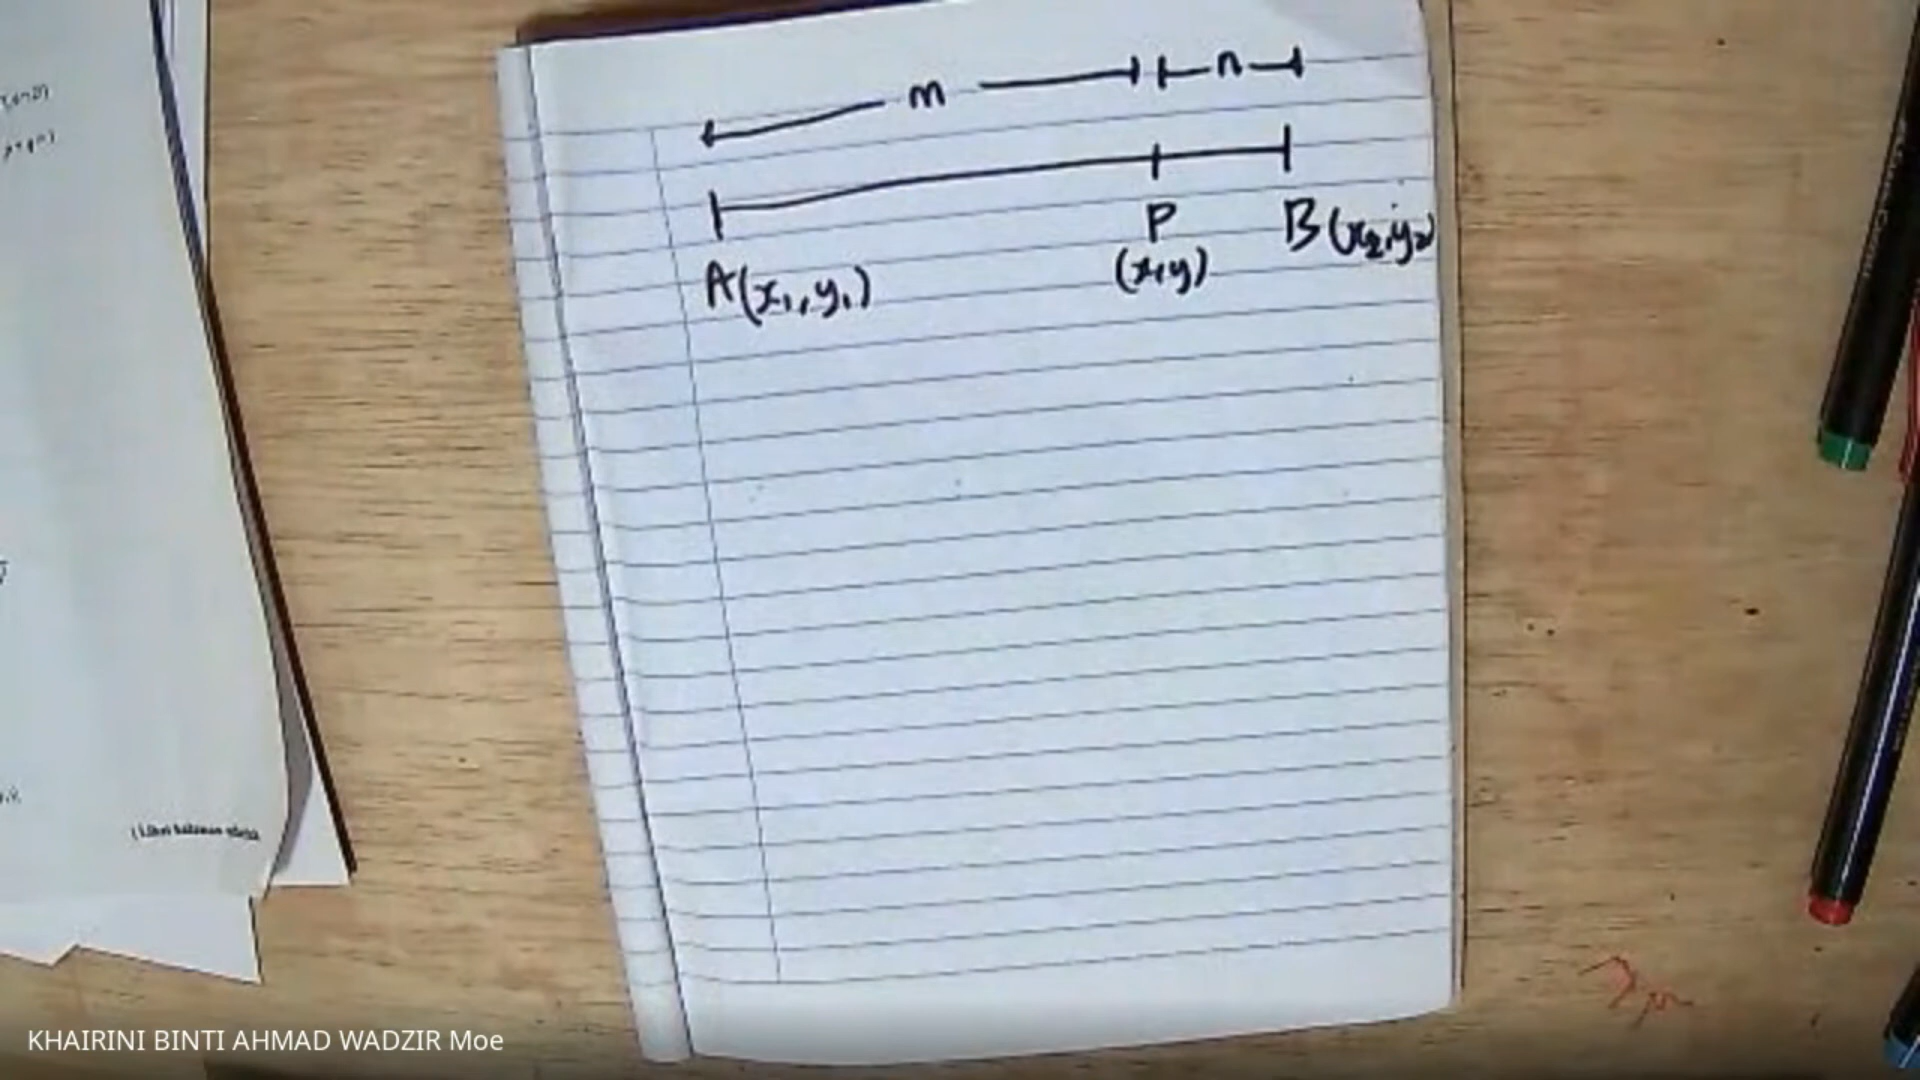 m n
P B(x₂,y₂)
A(x₁,y₁) (x,y)
KHAIRINI BINTI AHMAD WADZIR Moe